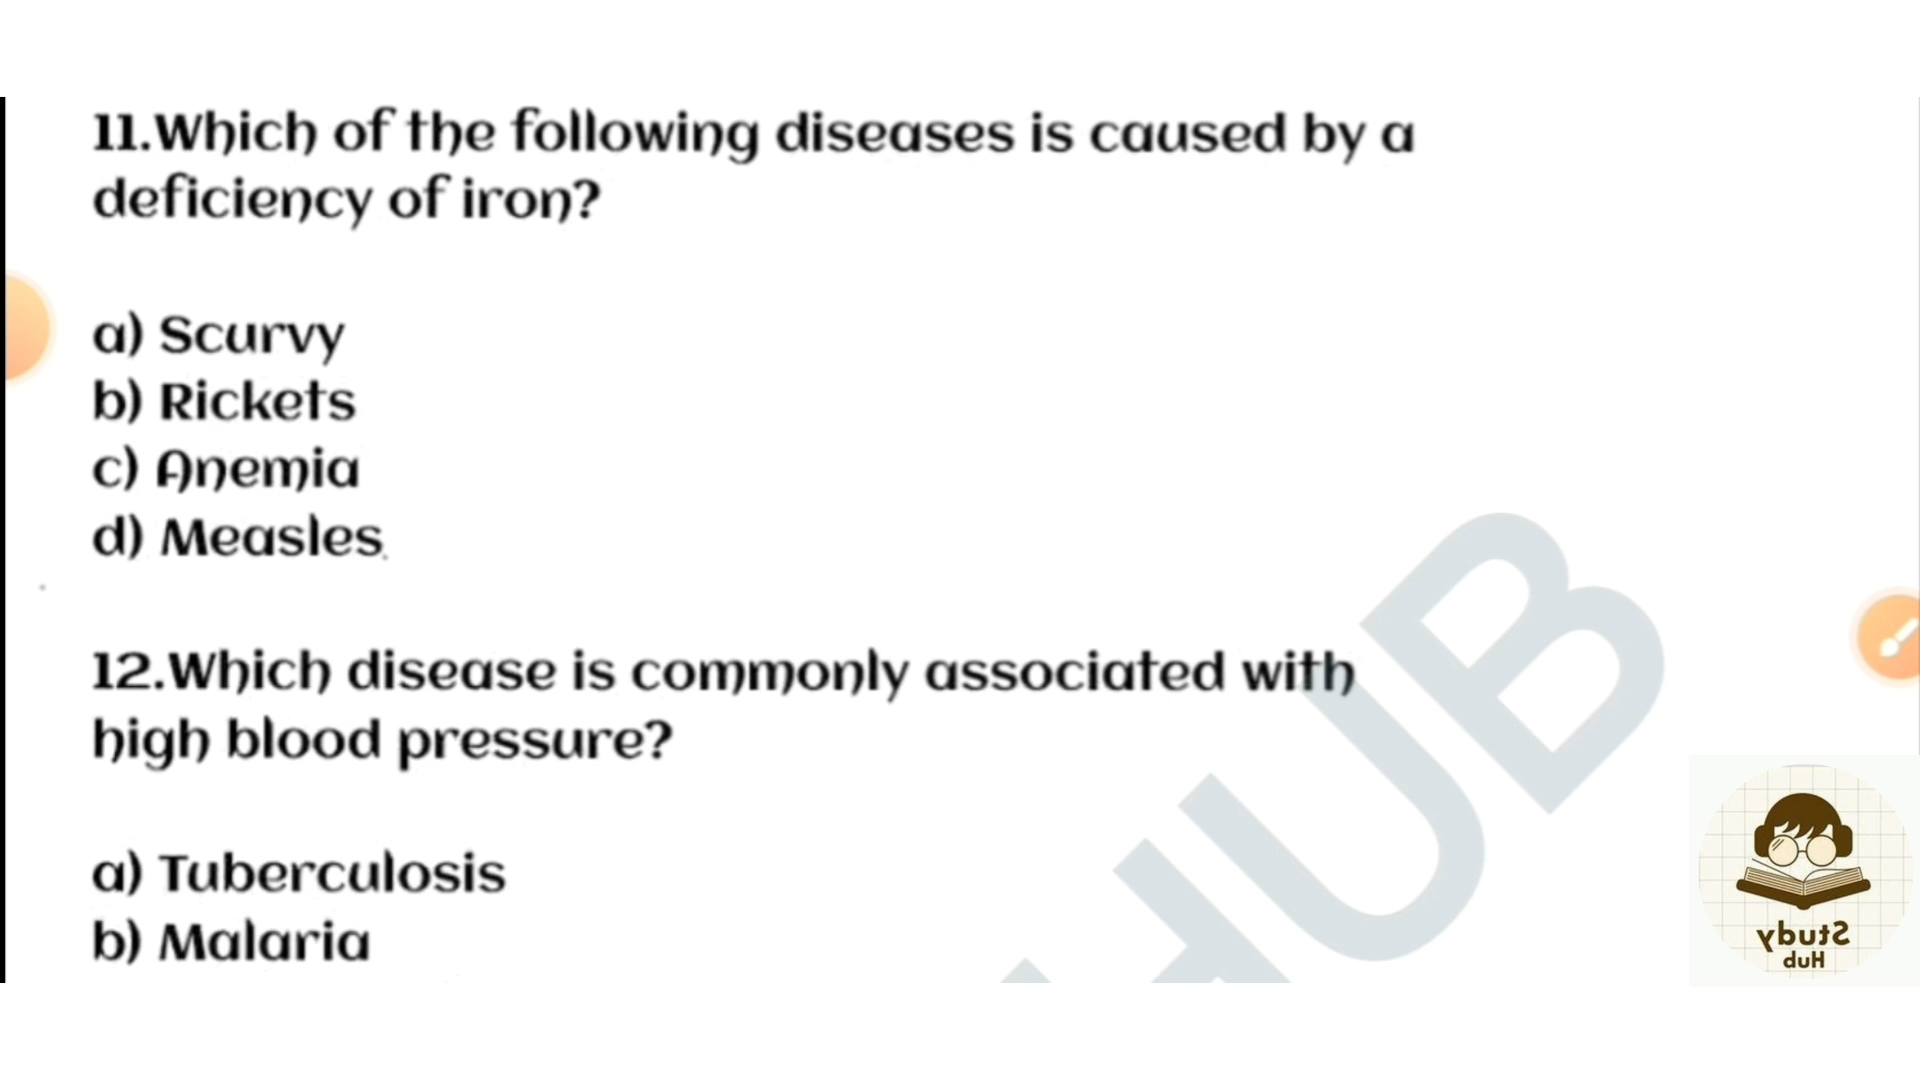 11.Which of the following diseases is caused by a
deficiency of iron?
a) Scurvy
b) Rickets
c) Anemia
d) Measles
12.Which disease is commonly associated with
high blood pressure?
a) Tuberculosis
b) Malaria
HUB
Study
Hub